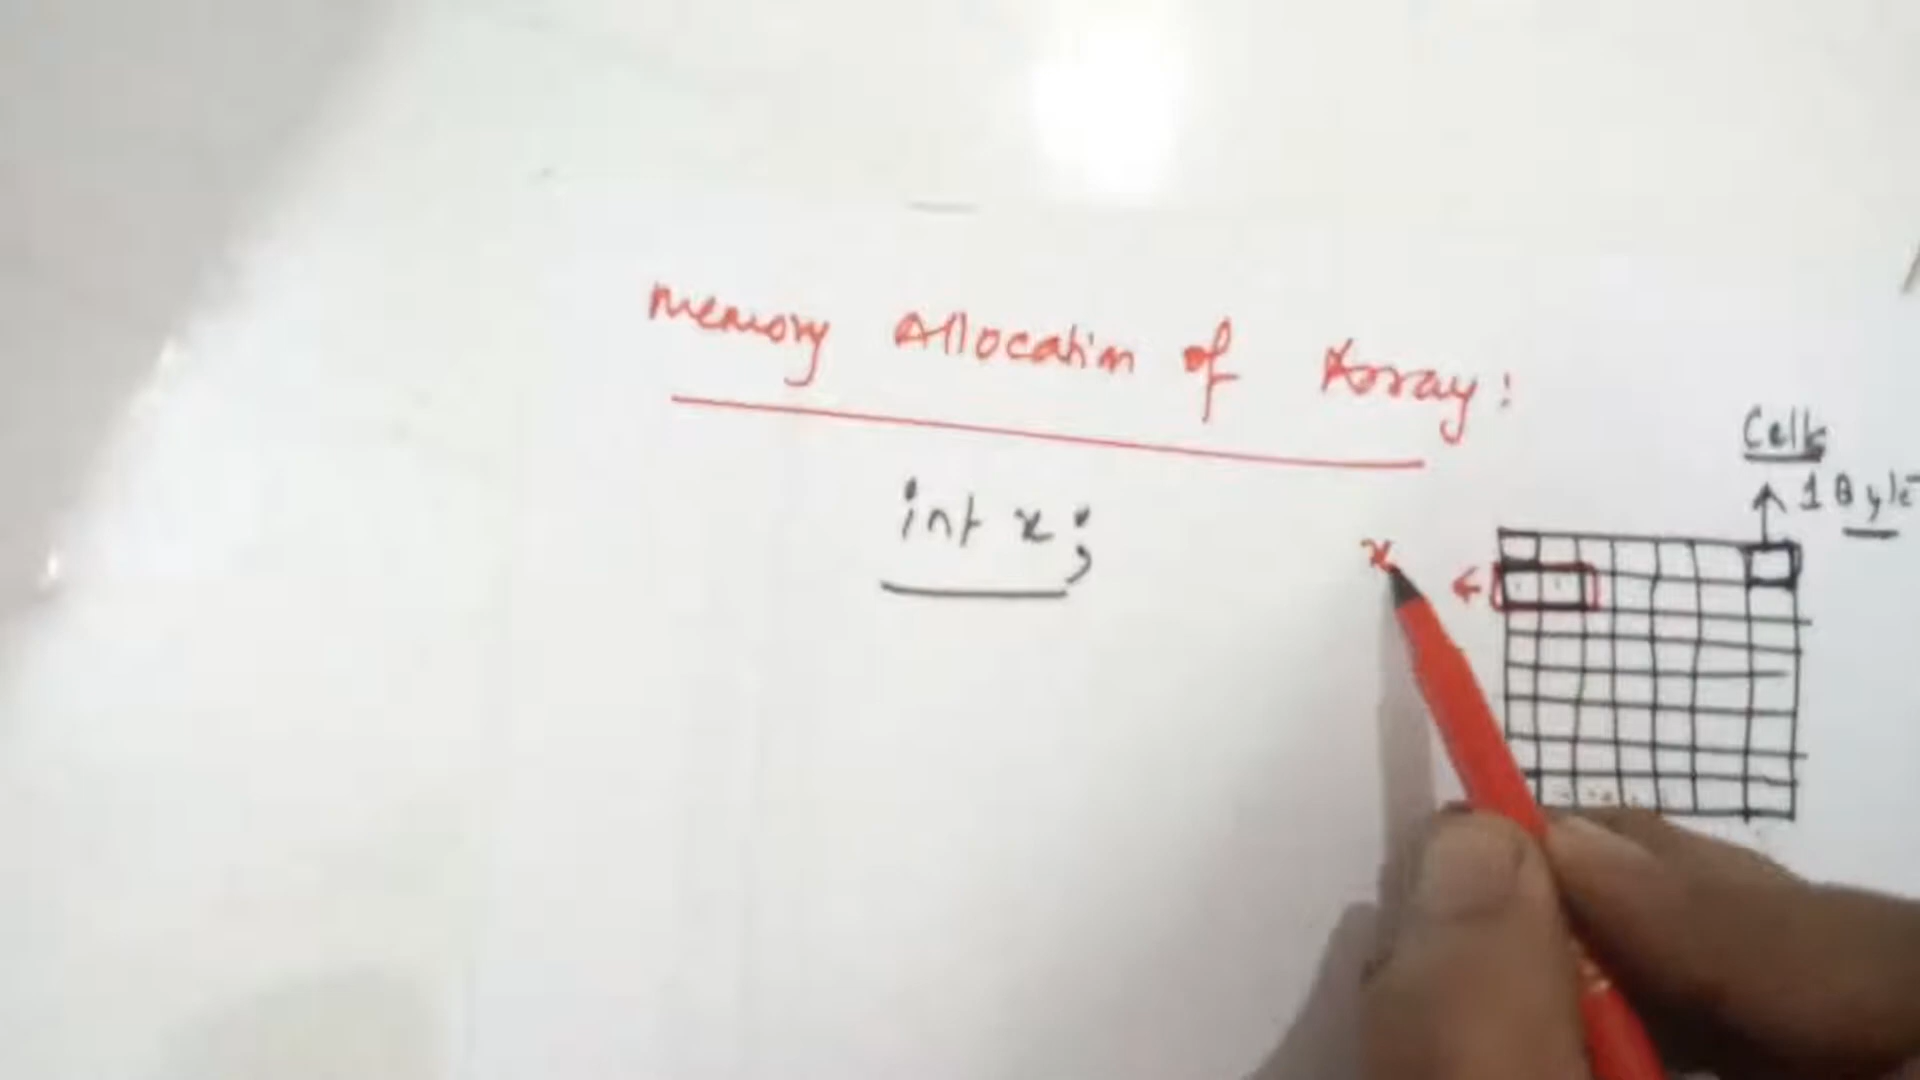 Memory Allocation of Array:
Cells
1 Byte
int x;
x